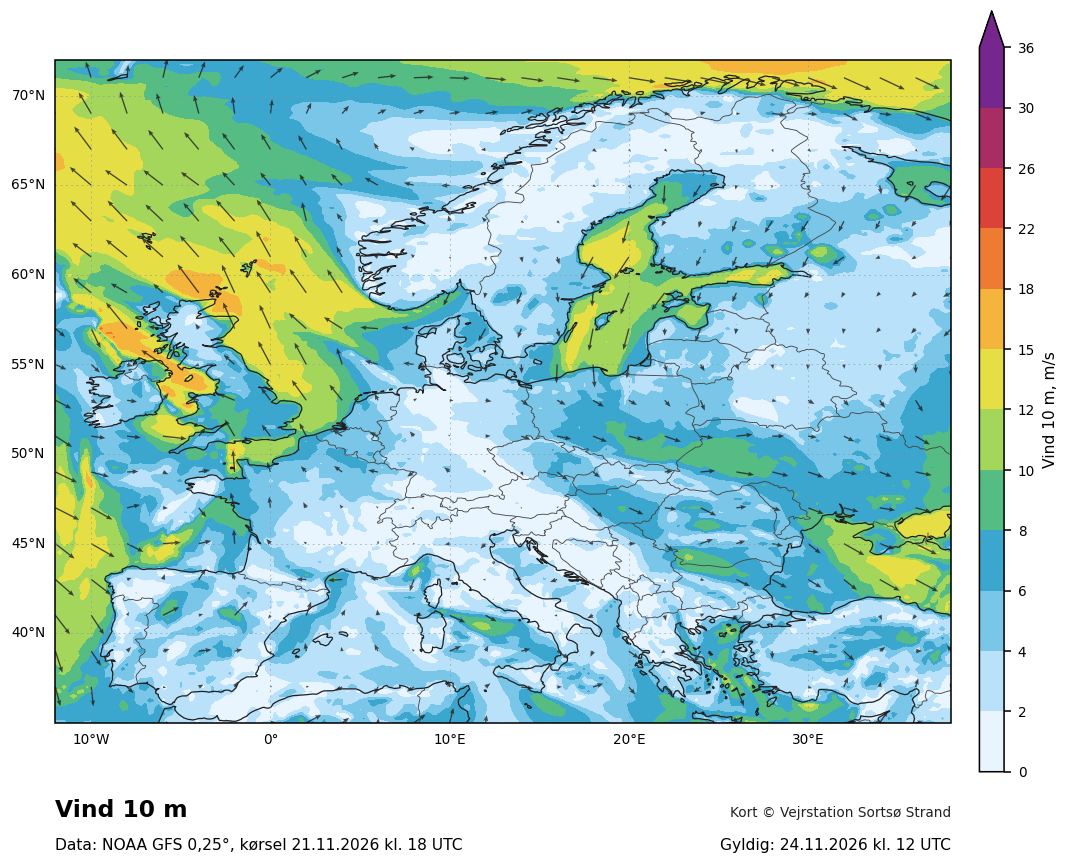 70°N
65°N
60°N
55°N
50°N
45°N
40°N
10°W 0° 10°E 20°E 30°E
36
30
26
22
18
15
12
10
8
6
4
2
0
Vind 10 m, m/s
Vind 10 m
Kort © Vejrstation Sortsø Strand
Data: NOAA GFS 0,25°, kørsel 21.11.2026 kl. 18 UTC
Gyldig: 24.11.2026 kl. 12 UTC